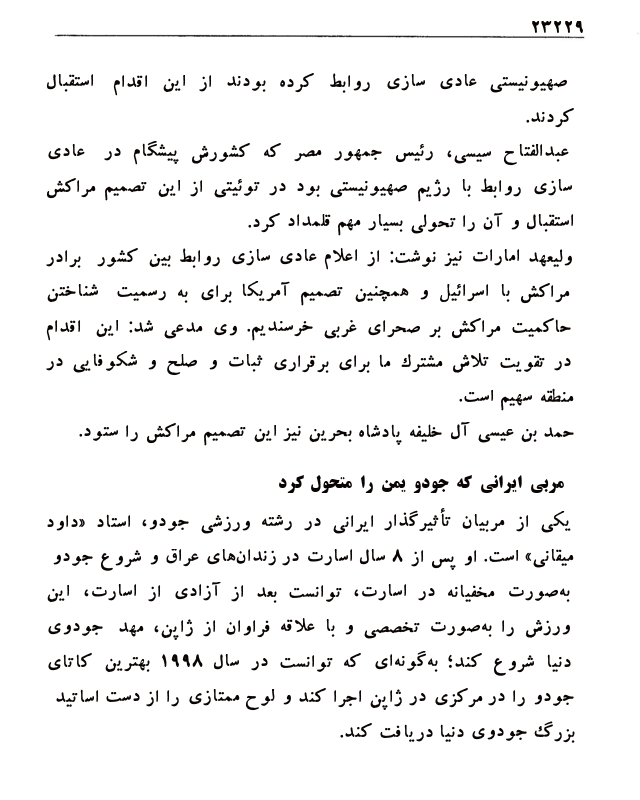 ۲۳۲۲۹
صهیونیستی عادی سازی روابط کرده بودند از این اقدام استقبال
کردند.
عبدالفتاح سیسی، رئیس جمهور مصر که کشورش پیشگام در عادی
سازی روابط با رژیم صهیونیستی بود در توئیتی از این تصمیم مراکش
استقبال و آن را تحولی بسیار مهم قلمداد کرد.
ولیعهد امارات نیز نوشت: از اعلام عادی سازی روابط بین کشور برادر
مراکش با اسرائیل و همچنین تصمیم آمریکا برای به رسمیت شناختن
حاکمیت مراکش بر صحرای غربی خرسندیم. وی مدعی شد: این اقدام
در تقویت تلاش مشترك ما برای برقراری ثبات و صلح و شکوفایی در
منطقه سهیم است.
حمد بن عیسی آل خلیفه پادشاه بحرین نیز این تصمیم مراکش را ستود.
مربی ایرانی که جودو یمن را متحول کرد
یکی از مربیان تأثیرگذار ایرانی در رشته ورزشی جودو، استاد «داود
میقانی» است. او پس از ۸ سال اسارت در زندان‌های عراق و شروع جودو
به‌صورت مخفیانه در اسارت، توانست بعد از آزادی از اسارت، این
ورزش را به‌صورت تخصصی و با علاقه فراوان از ژاپن، مهد جودوی
دنیا شروع کند؛ به‌گونه‌ای که توانست در سال ۱۹۹۸ بهترین کاتای
جودو را در مرکزی در ژاپن اجرا کند و لوح ممتازی را از دست اساتید
بزرگ جودوی دنیا دریافت کند.